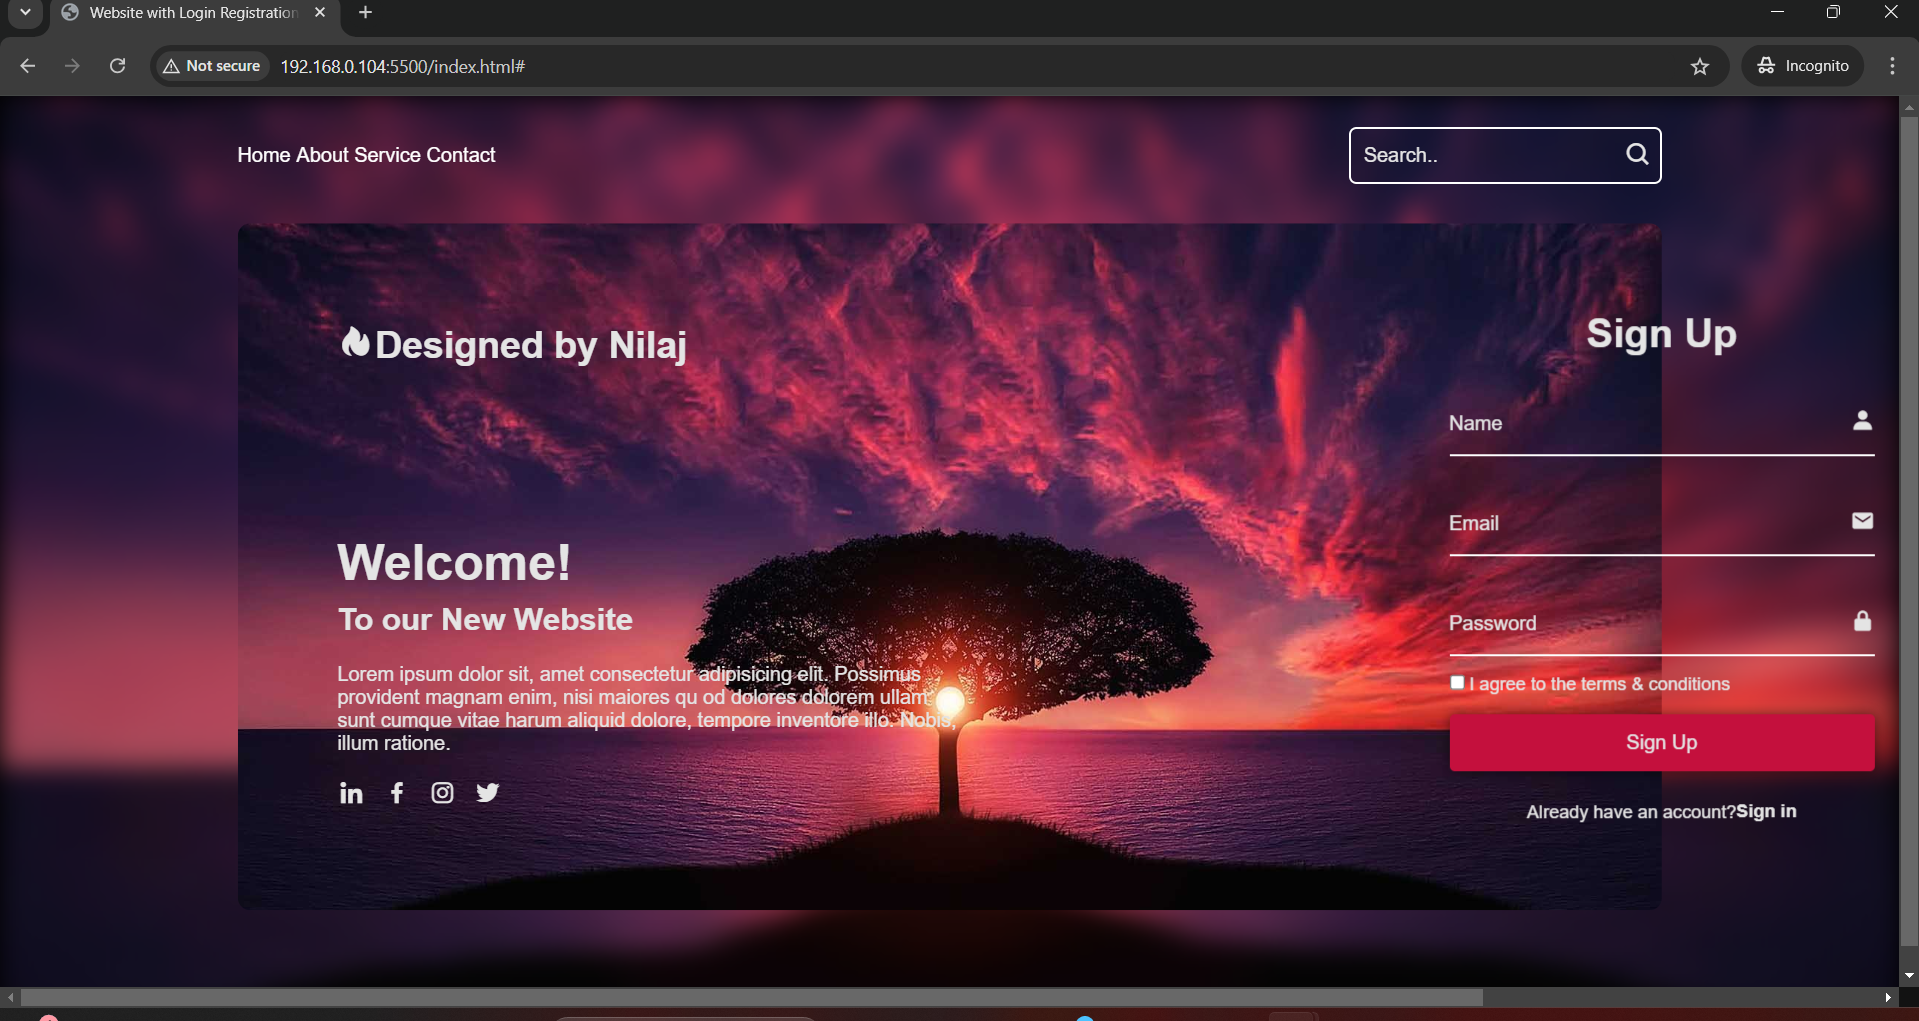 Website with Login Registration
Not secure
192.168.0.104:5500/index.html#
Incognito
Home About Service Contact
Search..
Designed by Nilaj
Sign Up
Name
Email
Password
I agree to the terms & conditions
Sign Up
Already have an account?Sign in
Welcome!
To our New Website
Lorem ipsum dolor sit, amet consectetur adipisicing elit. Possimus
provident magnam enim, nisi maiores qu od dolores dolorem ullam
sunt cumque vitae harum aliquid dolore, tempore inventore illo. Nobis,
illum ratione.